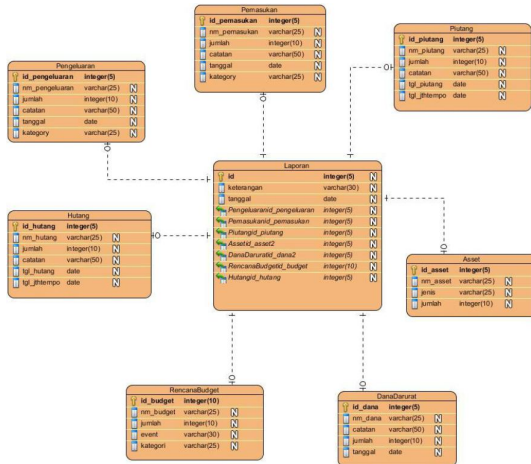 Pemasukan
id_pemasukan integer(5)
nm_pemasukan varchar(25) N
jumlah integer(10) N
catatan varchar(50) N
tanggal date N
kategory varchar(25) N
Piutang
id_piutang integer(5)
nm_piutang varchar(25) N
jumlah integer(10) N
catatan varchar(50) N
tgl_piutang date N
tgl_jthtempo date N
Pengeluaran
id_pengeluaran integer(5)
nm_pengeluaran varchar(25) N
jumlah integer(10) N
catatan varchar(50) N
tanggal date N
kategory varchar(25) N
Laporan
id integer(5) N
keterangan varchar(30) N
tanggal date N
Pengeluaranid_pengeluaran integer(5) N
Pemasukanid_pemasukan integer(5) N
Piutangid_piutang integer(5) N
Assetid_asset2 integer(5) N
DanaDaruratid_dana2 integer(5) N
RencanaBudgetid_budget integer(10) N
Hutangid_hutang integer(5) N
Hutang
id_hutang integer(5)
nm_hutang varchar(25) N
jumlah integer(10) N
catatan varchar(50) N
tgl_hutang date N
tgl_jthtempo date N
Asset
id_asset integer(5)
nm_asset varchar(25) N
jenis varchar(25) N
jumlah integer(10) N
RencanaBudget
id_budget integer(10)
nm_budget varchar(25) N
jumlah integer(10) N
event varchar(30) N
kategori varchar(25) N
DanaDarurat
id_dana integer(5)
nm_dana varchar(25) N
catatan varchar(50) N
jumlah integer(10) N
tanggal date N